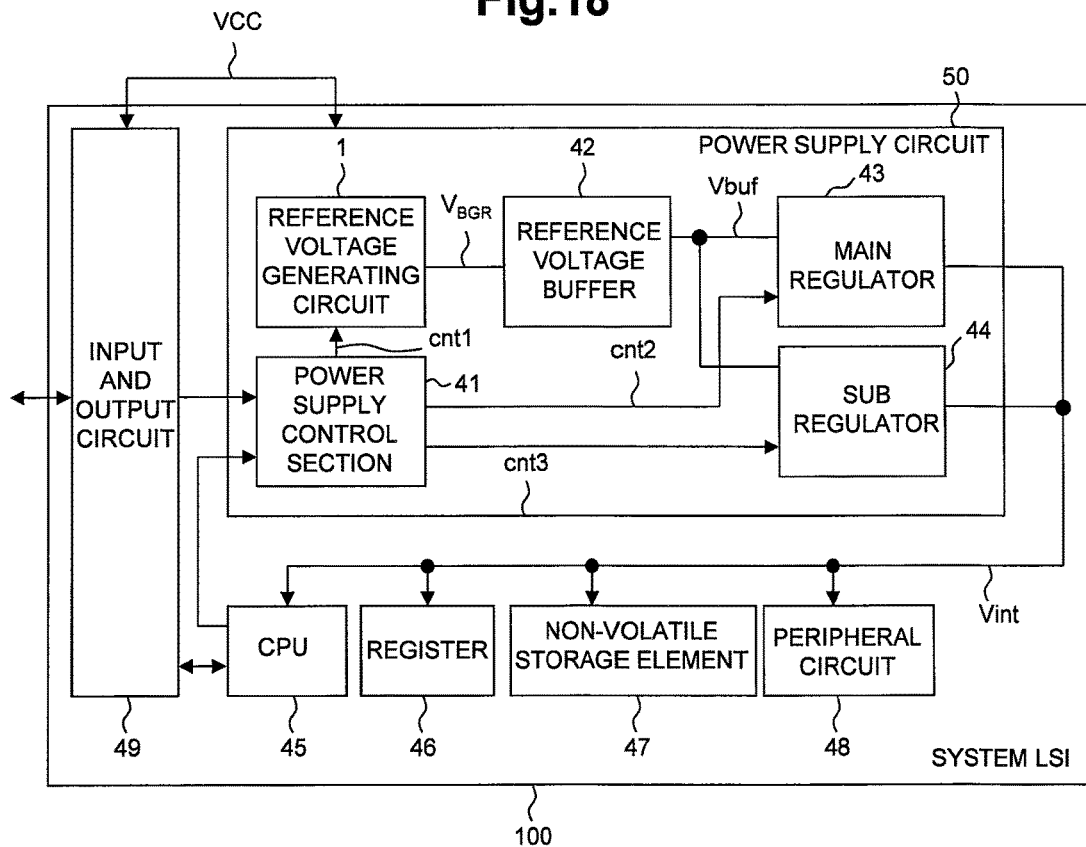 Fig.18
VCC
50
POWER SUPPLY CIRCUIT
1
42
43
Vbuf
VBGR
REFERENCE
VOLTAGE
GENERATING
CIRCUIT
REFERENCE
VOLTAGE
BUFFER
MAIN
REGULATOR
cnt1
cnt2
44
INPUT
AND
OUTPUT
CIRCUIT
POWER
SUPPLY
CONTROL
SECTION
41
SUB
REGULATOR
cnt3
Vint
CPU
REGISTER
NON-VOLATILE
STORAGE ELEMENT
PERIPHERAL
CIRCUIT
49
45
46
47
48
SYSTEM LSI
100